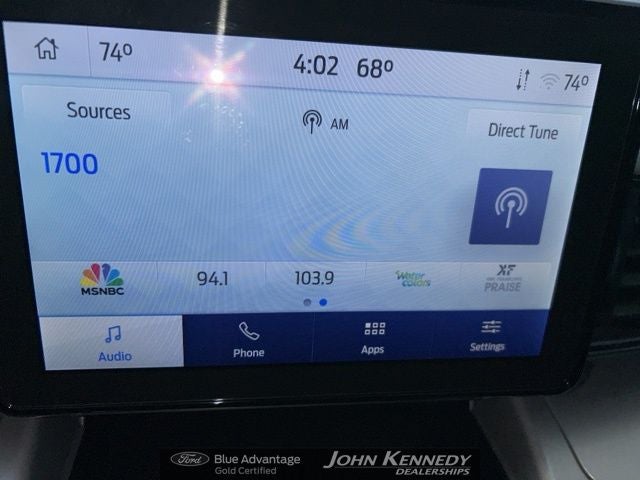 74° 4:02 68° 74°
Sources AM Direct Tune
1700
MSNBC 94.1 103.9 Water colors PRAISE
Audio Phone Apps Settings
Ford Blue Advantage JOHN KENNEDY
Gold Certified DEALERSHIPS